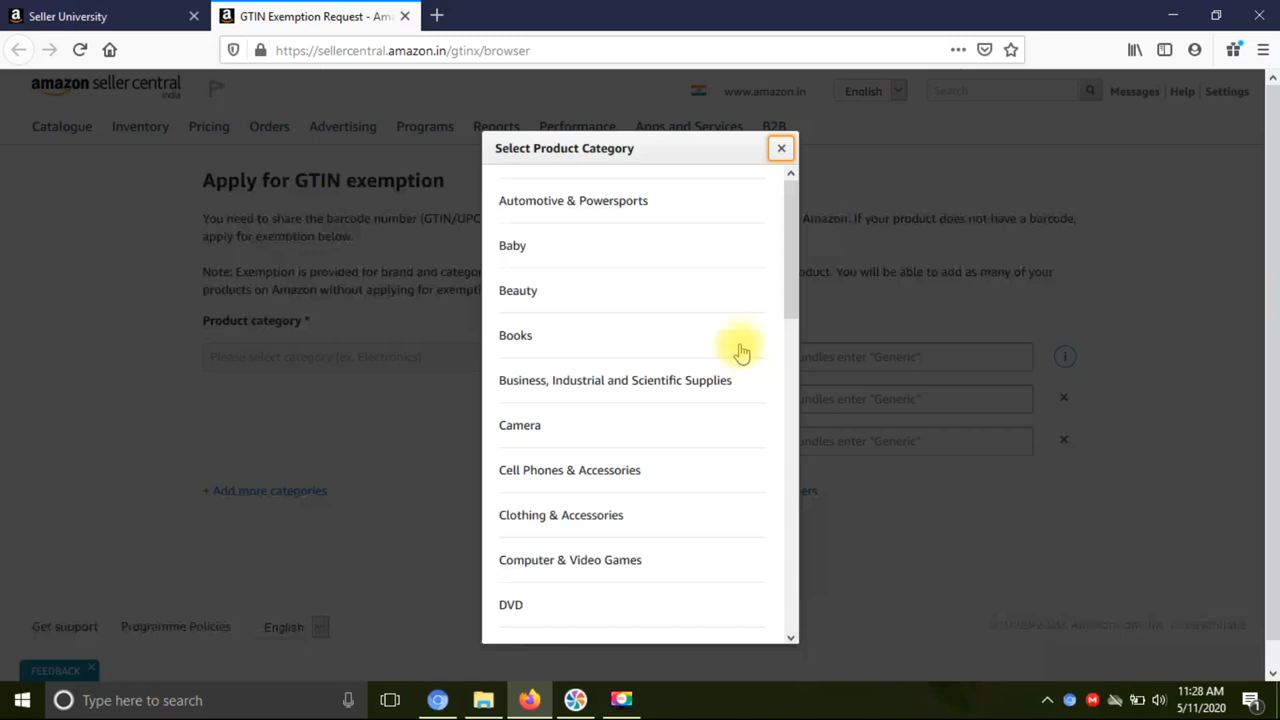 Seller University
GTIN Exemption Request - Am
https://sellercentral.amazon.in/gtinx/browser
amazon seller central
india
www.amazon.in
English
Search
Messages | Help | Settings
Catalogue Inventory Pricing Orders Advertising Programs Reports Performance Apps and Services B2B
Select Product Category
Apply for GTIN exemption
You need to share the barcode number (GTIN/UPC
Amazon. If your product does not have a barcode,
apply for exemption below.
Note: Exemption is provided for brand and catego
product. You will be able to add as many of your
products on Amazon without applying for exempti
Product category *
Please select category (ex. Electronics)
Automotive & Powersports
Baby
Beauty
Books
Business, Industrial and Scientific Supplies
Camera
Cell Phones & Accessories
Clothing & Accessories
Computer & Video Games
DVD
ndles enter "Generic"
ndles enter "Generic"
ndles enter "Generic"
+ Add more categories
Get support Programme Policies English
FEEDBACK
Type here to search
11:28 AM
5/11/2020
1